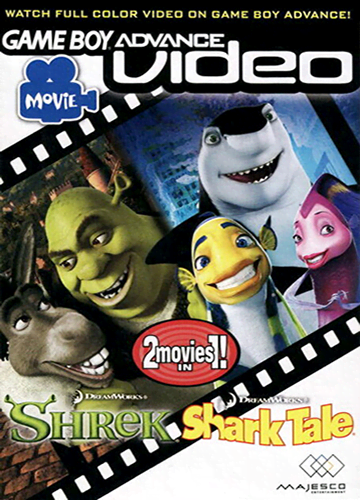 WATCH FULL COLOR VIDEO ON GAME BOY ADVANCE!
GAME BOY ADVANCE
video
MOVIE
2 movies
IN
1!
DREAMWORKS®
SHREK
DREAMWORKS®
Shark Tale
MAJESCO
ENTERTAINMENT